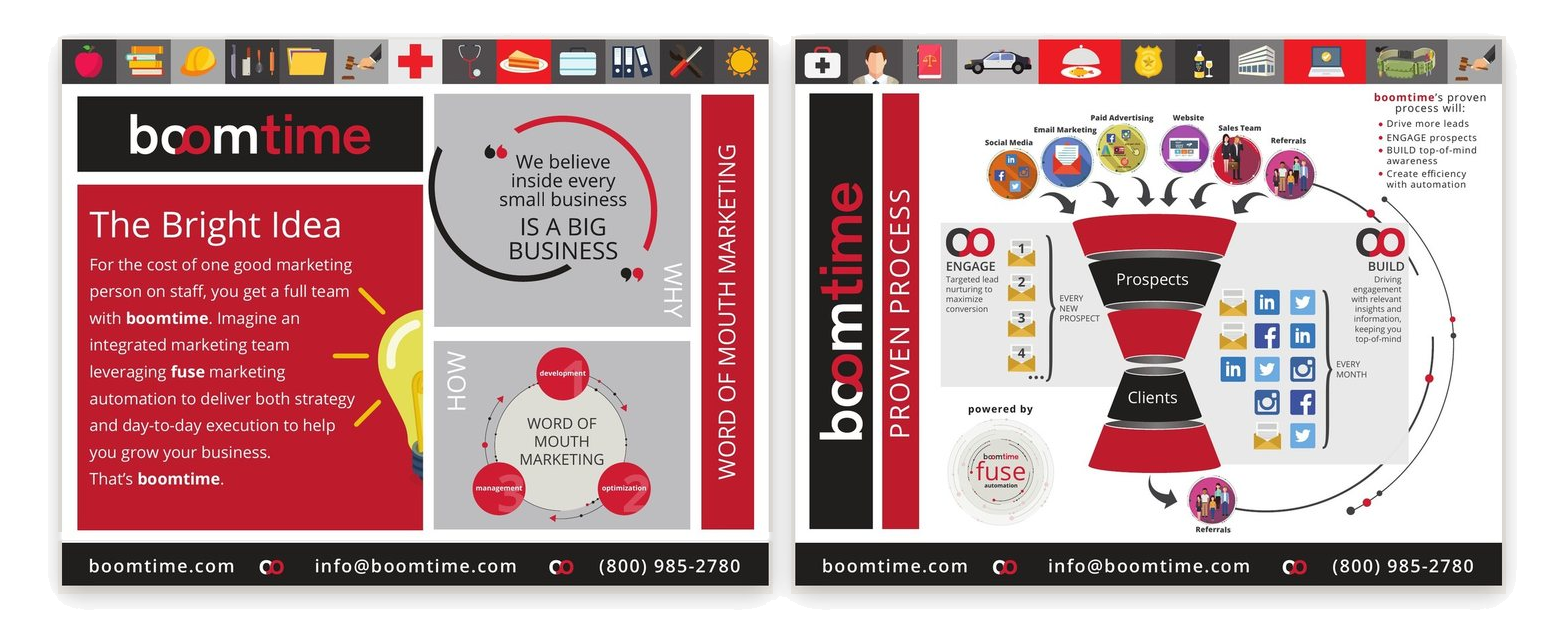 boomtime
The Bright Idea
For the cost of one good marketing
person on staff, you get a full team
with boomtime. Imagine an
integrated marketing team
leveraging fuse marketing
automation to deliver both strategy
and day-to-day execution to help
you grow your business.
That's boomtime.
❝ We believe
inside every
small business
IS A BIG
BUSINESS ❞
WHY
HOW
development
1
WORD OF
MOUTH
MARKETING
management
3
optimization
2
WORD OF MOUTH MARKETING
boomtime.com
info@boomtime.com
(800) 985-2780
boomtime
PROVEN PROCESS
Social Media
Email Marketing
Paid Advertising
Website
Sales Team
Referrals
boomtime's proven
process will:
• Drive more leads
• ENGAGE prospects
• BUILD top-of-mind
awareness
• Create efficiency
with automation
ENGAGE
Targeted lead
nurturing to
maximize
conversion
1
2
3
4
EVERY
NEW
PROSPECT
Prospects
Clients
BUILD
Driving
engagement
with relevant
insights and
information,
keeping you
top-of-mind
EVERY
MONTH
powered by
boomtime
fuse
automation
Referrals
boomtime.com
info@boomtime.com
(800) 985-2780